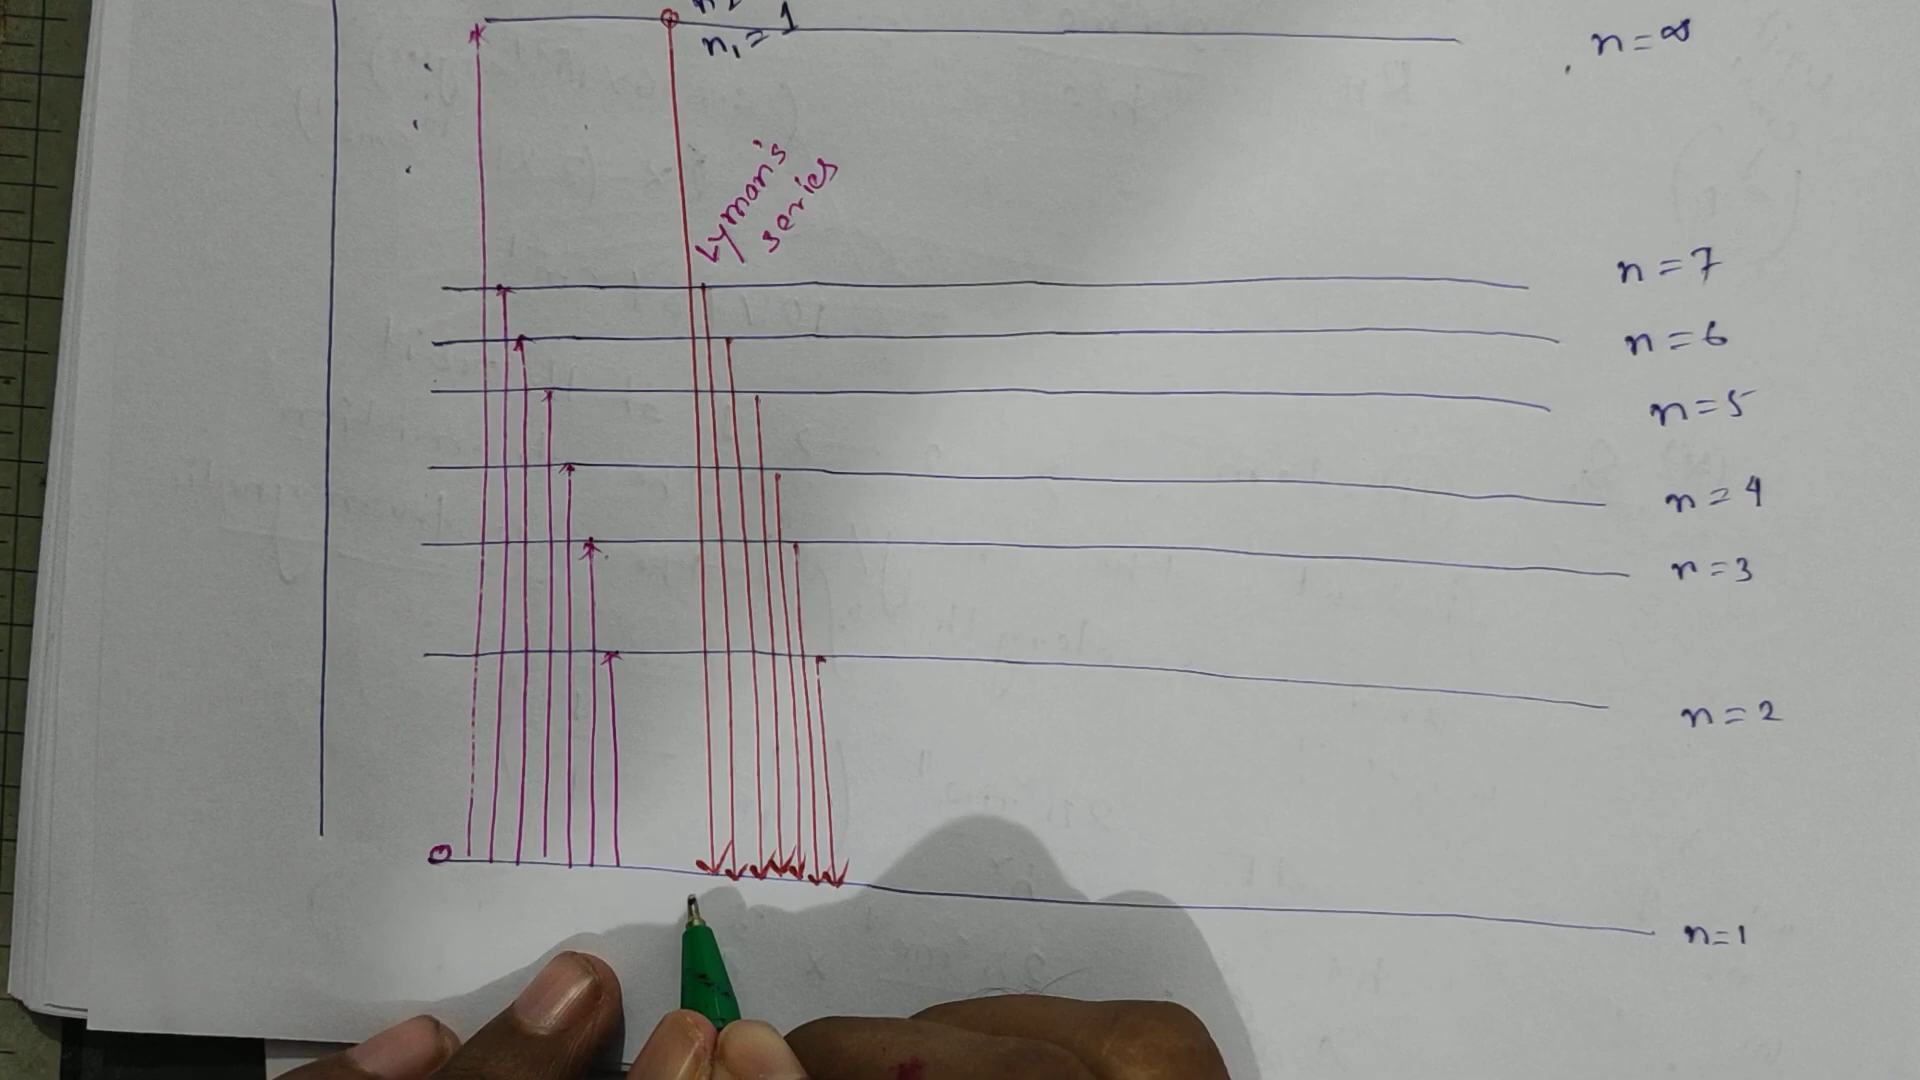 n₁ = 1
n = ∞
Lyman's
series
n = 7
n = 6
n = 5
n = 4
n = 3
n = 2
n = 1